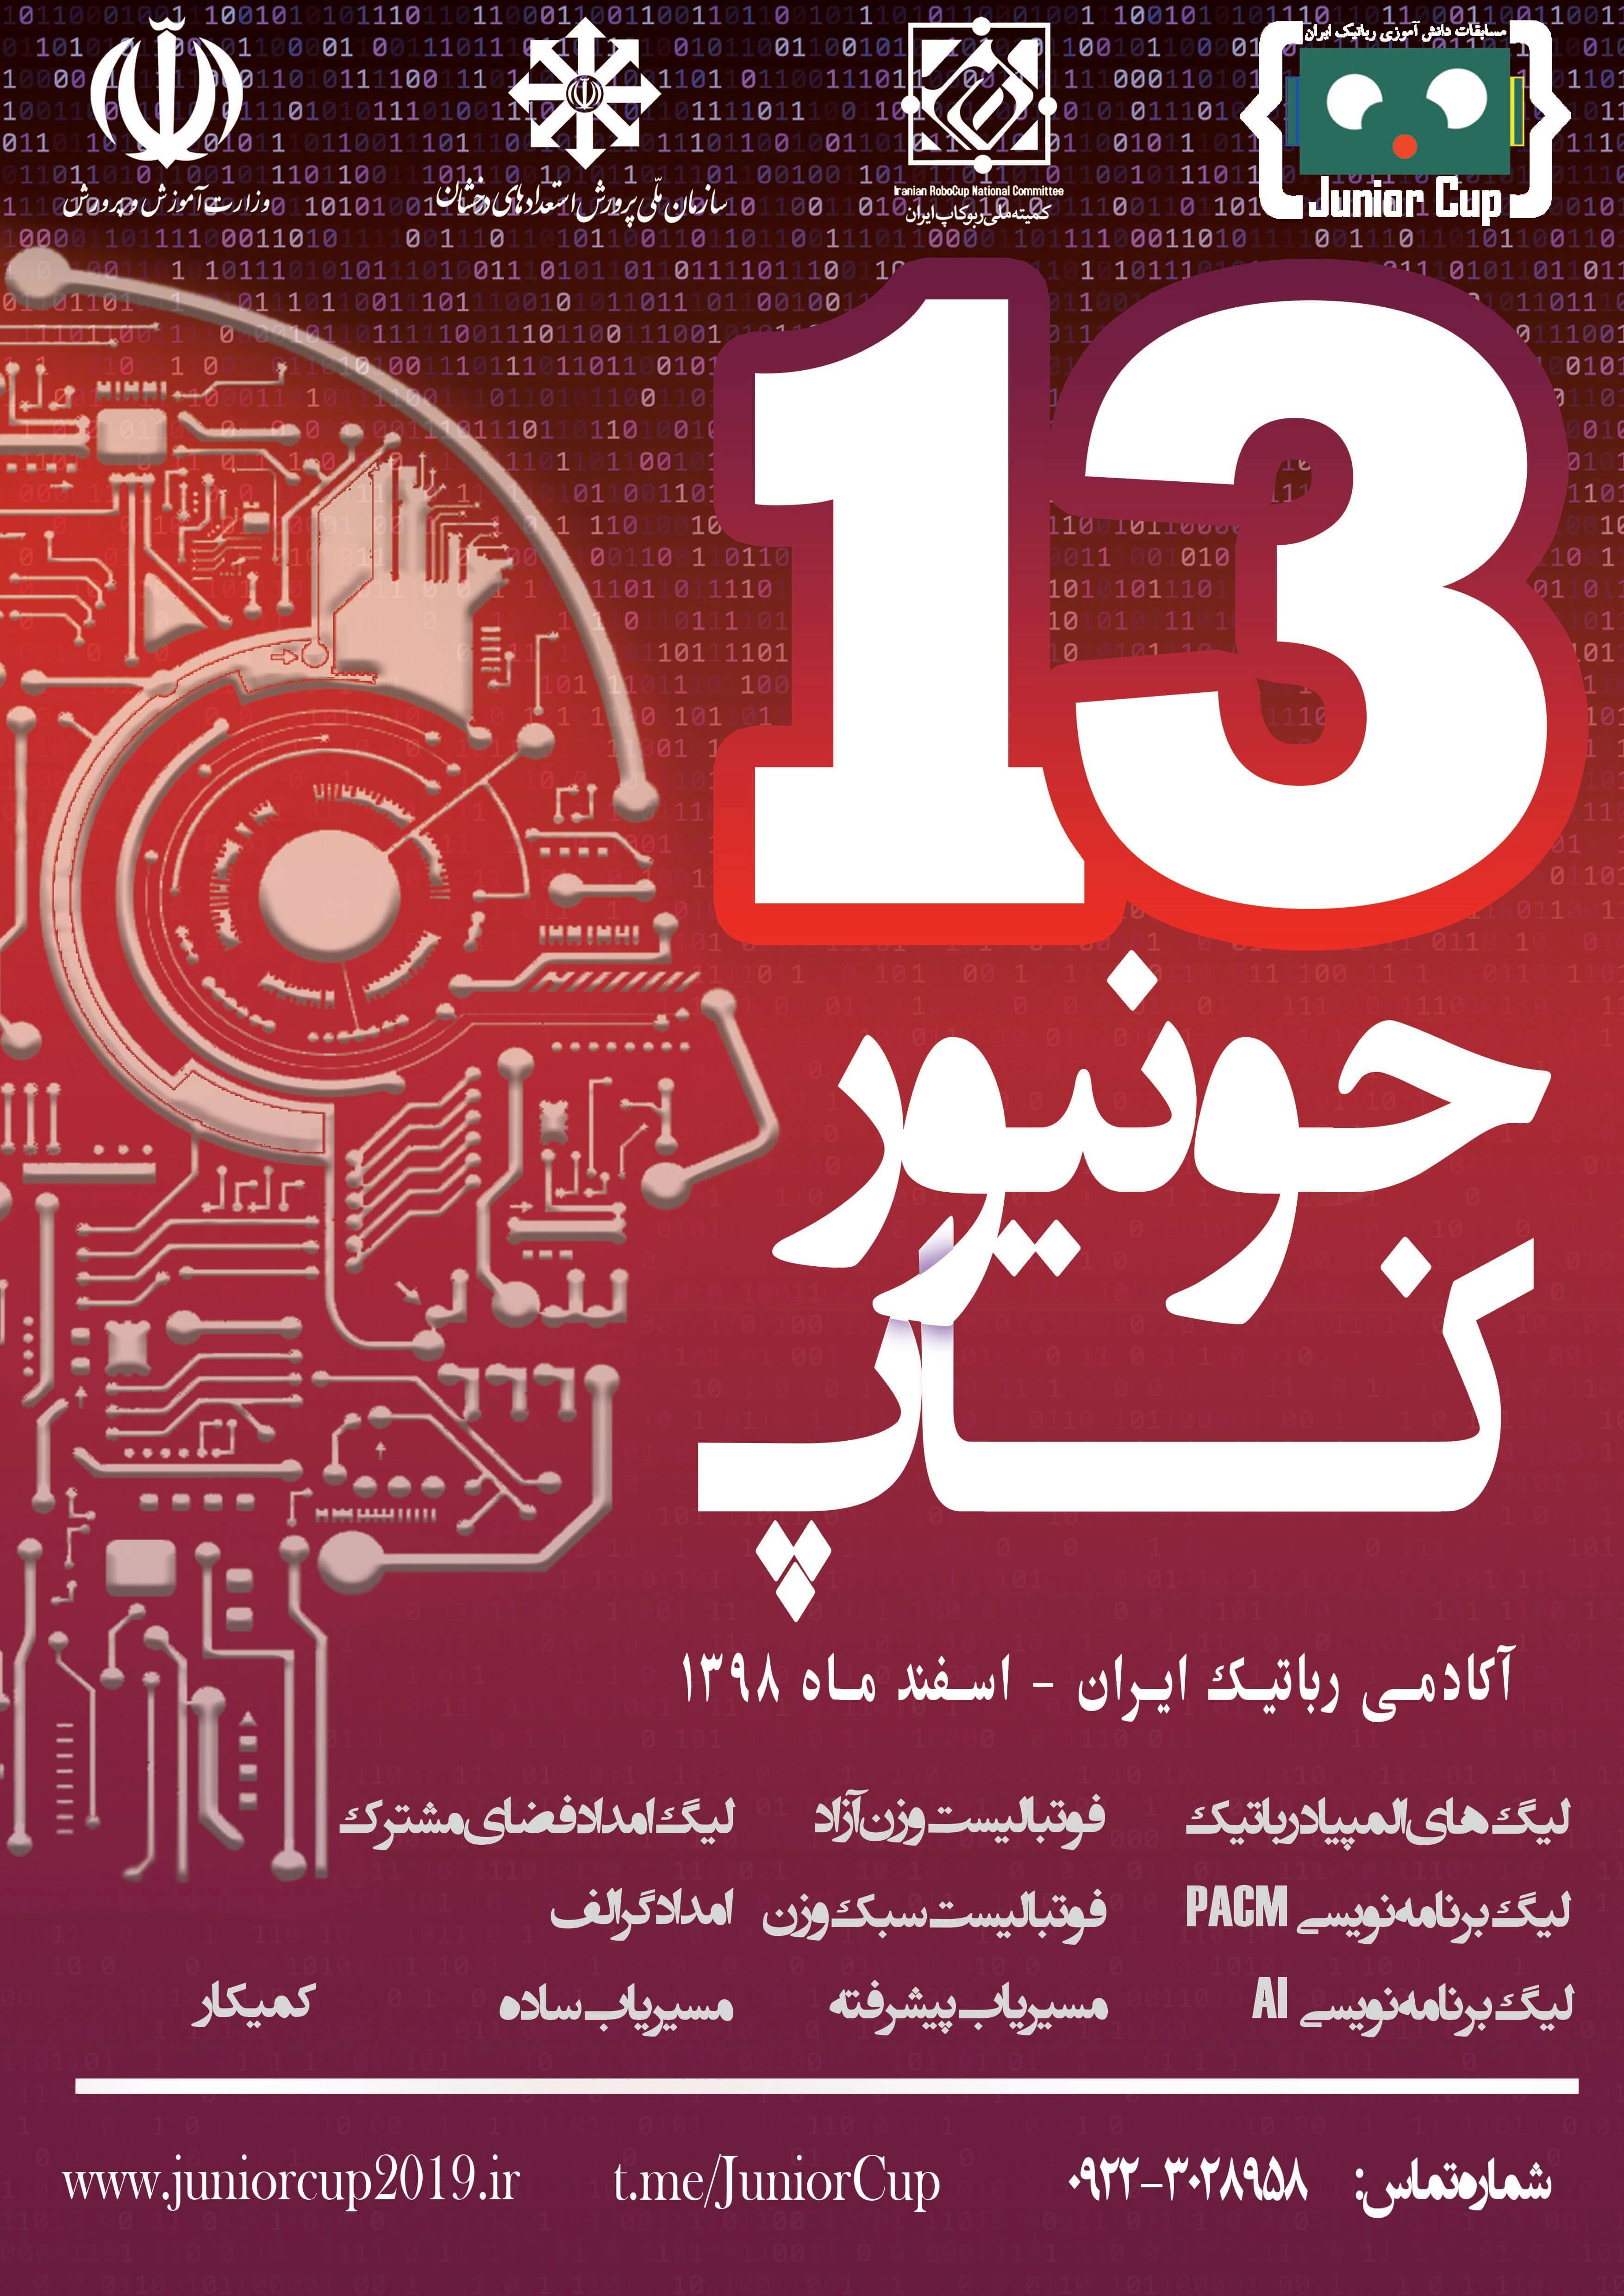 مسابقات دانش آموزی رباتیک ایران
Junior Cup
Iranian RoboCup National Committee
کمیته ملی ربوکاپ ایران
سازمان ملّی پرورش استعدادهای درخشان
وزارت آموزش و پرورش
13
جونیور
کاپ
آکادمی رباتیک ایران - اسفند ماه ۱۳۹۸
لیگ های المپیاد رباتیک فوتبالیست وزن آزاد لیگ امداد فضای مشترک
لیگ برنامه نویسی PACM فوتبالیست سبک وزن امدادگر الف
لیگ برنامه نویسی AI مسیریاب پیشرفته مسیریاب ساده کمیکار
شماره تماس: ۰۹۲۲-۳۰۲۸۹۵۸ t.me/JuniorCup www.juniorcup2019.ir